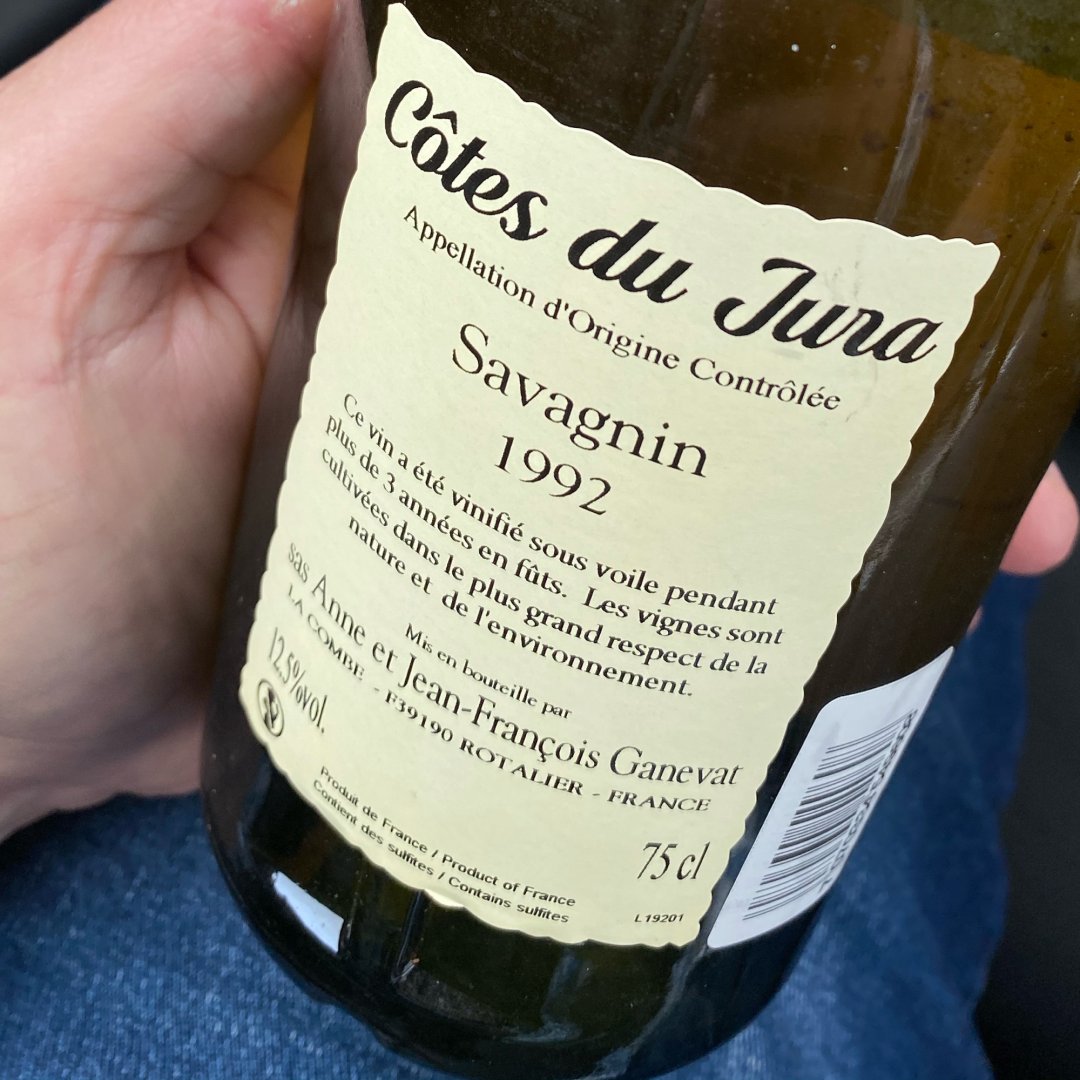 Côtes du Jura
Appellation d'Origine Contrôlée
Savagnin
1992
Ce vin a été vinifié sous voile pendant
plus de 3 années en fûts. Les vignes sont
cultivées dans le plus grand respect de la
nature et de l'environnement.
Mis en bouteille par
sas Anne et Jean-François Ganevat
LA COMBE - F39190 ROTALIER - FRANCE
12,5%vol.
75 cl
Produit de France / Product of France
Contient des sulfites / Contains sulfites
L19201